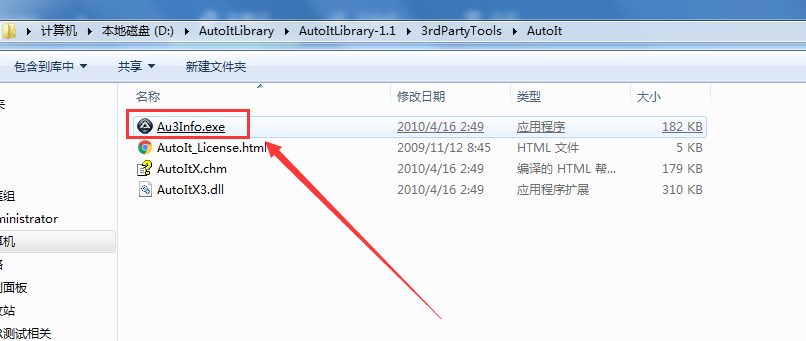 计算机 本地磁盘 (D:) AutoItLibrary AutoItLibrary-1.1 3rdPartyTools AutoIt
包含到库中 共享 新建文件夹
名称 修改日期 类型 大小
Au3Info.exe 2010/4/16 2:49 应用程序 182 KB
AutoIt_License.html 2009/11/12 8:45 HTML 文件 5 KB
AutoItX.chm 2010/4/16 2:49 编译的 HTML 帮... 179 KB
AutoItX3.dll 2010/4/16 2:49 应用程序扩展 310 KB
组
ministrator
机
面板
站
测试相关